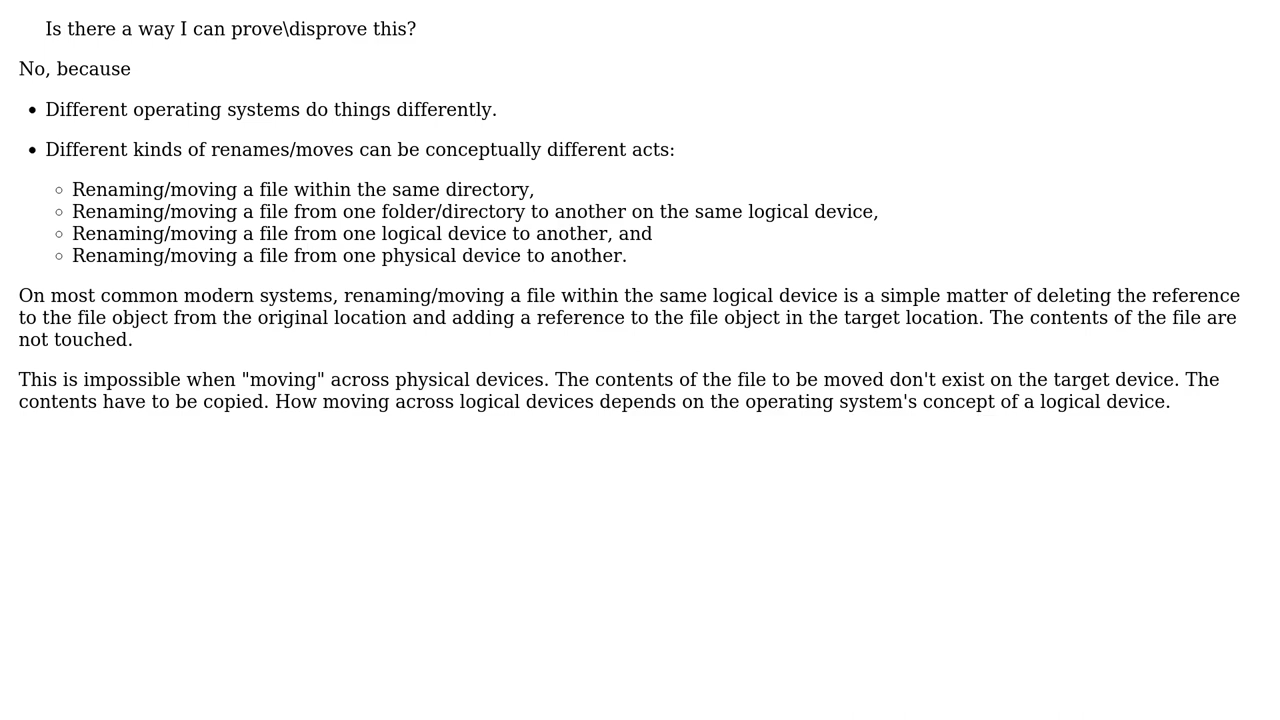 Is there a way I can prove\disprove this?
No, because
• Different operating systems do things differently.
• Different kinds of renames/moves can be conceptually different acts:
◦ Renaming/moving a file within the same directory,
◦ Renaming/moving a file from one folder/directory to another on the same logical device,
◦ Renaming/moving a file from one logical device to another, and
◦ Renaming/moving a file from one physical device to another.
On most common modern systems, renaming/moving a file within the same logical device is a simple matter of deleting the reference
to the file object from the original location and adding a reference to the file object in the target location. The contents of the file are
not touched.
This is impossible when "moving" across physical devices. The contents of the file to be moved don't exist on the target device. The
contents have to be copied. How moving across logical devices depends on the operating system's concept of a logical device.